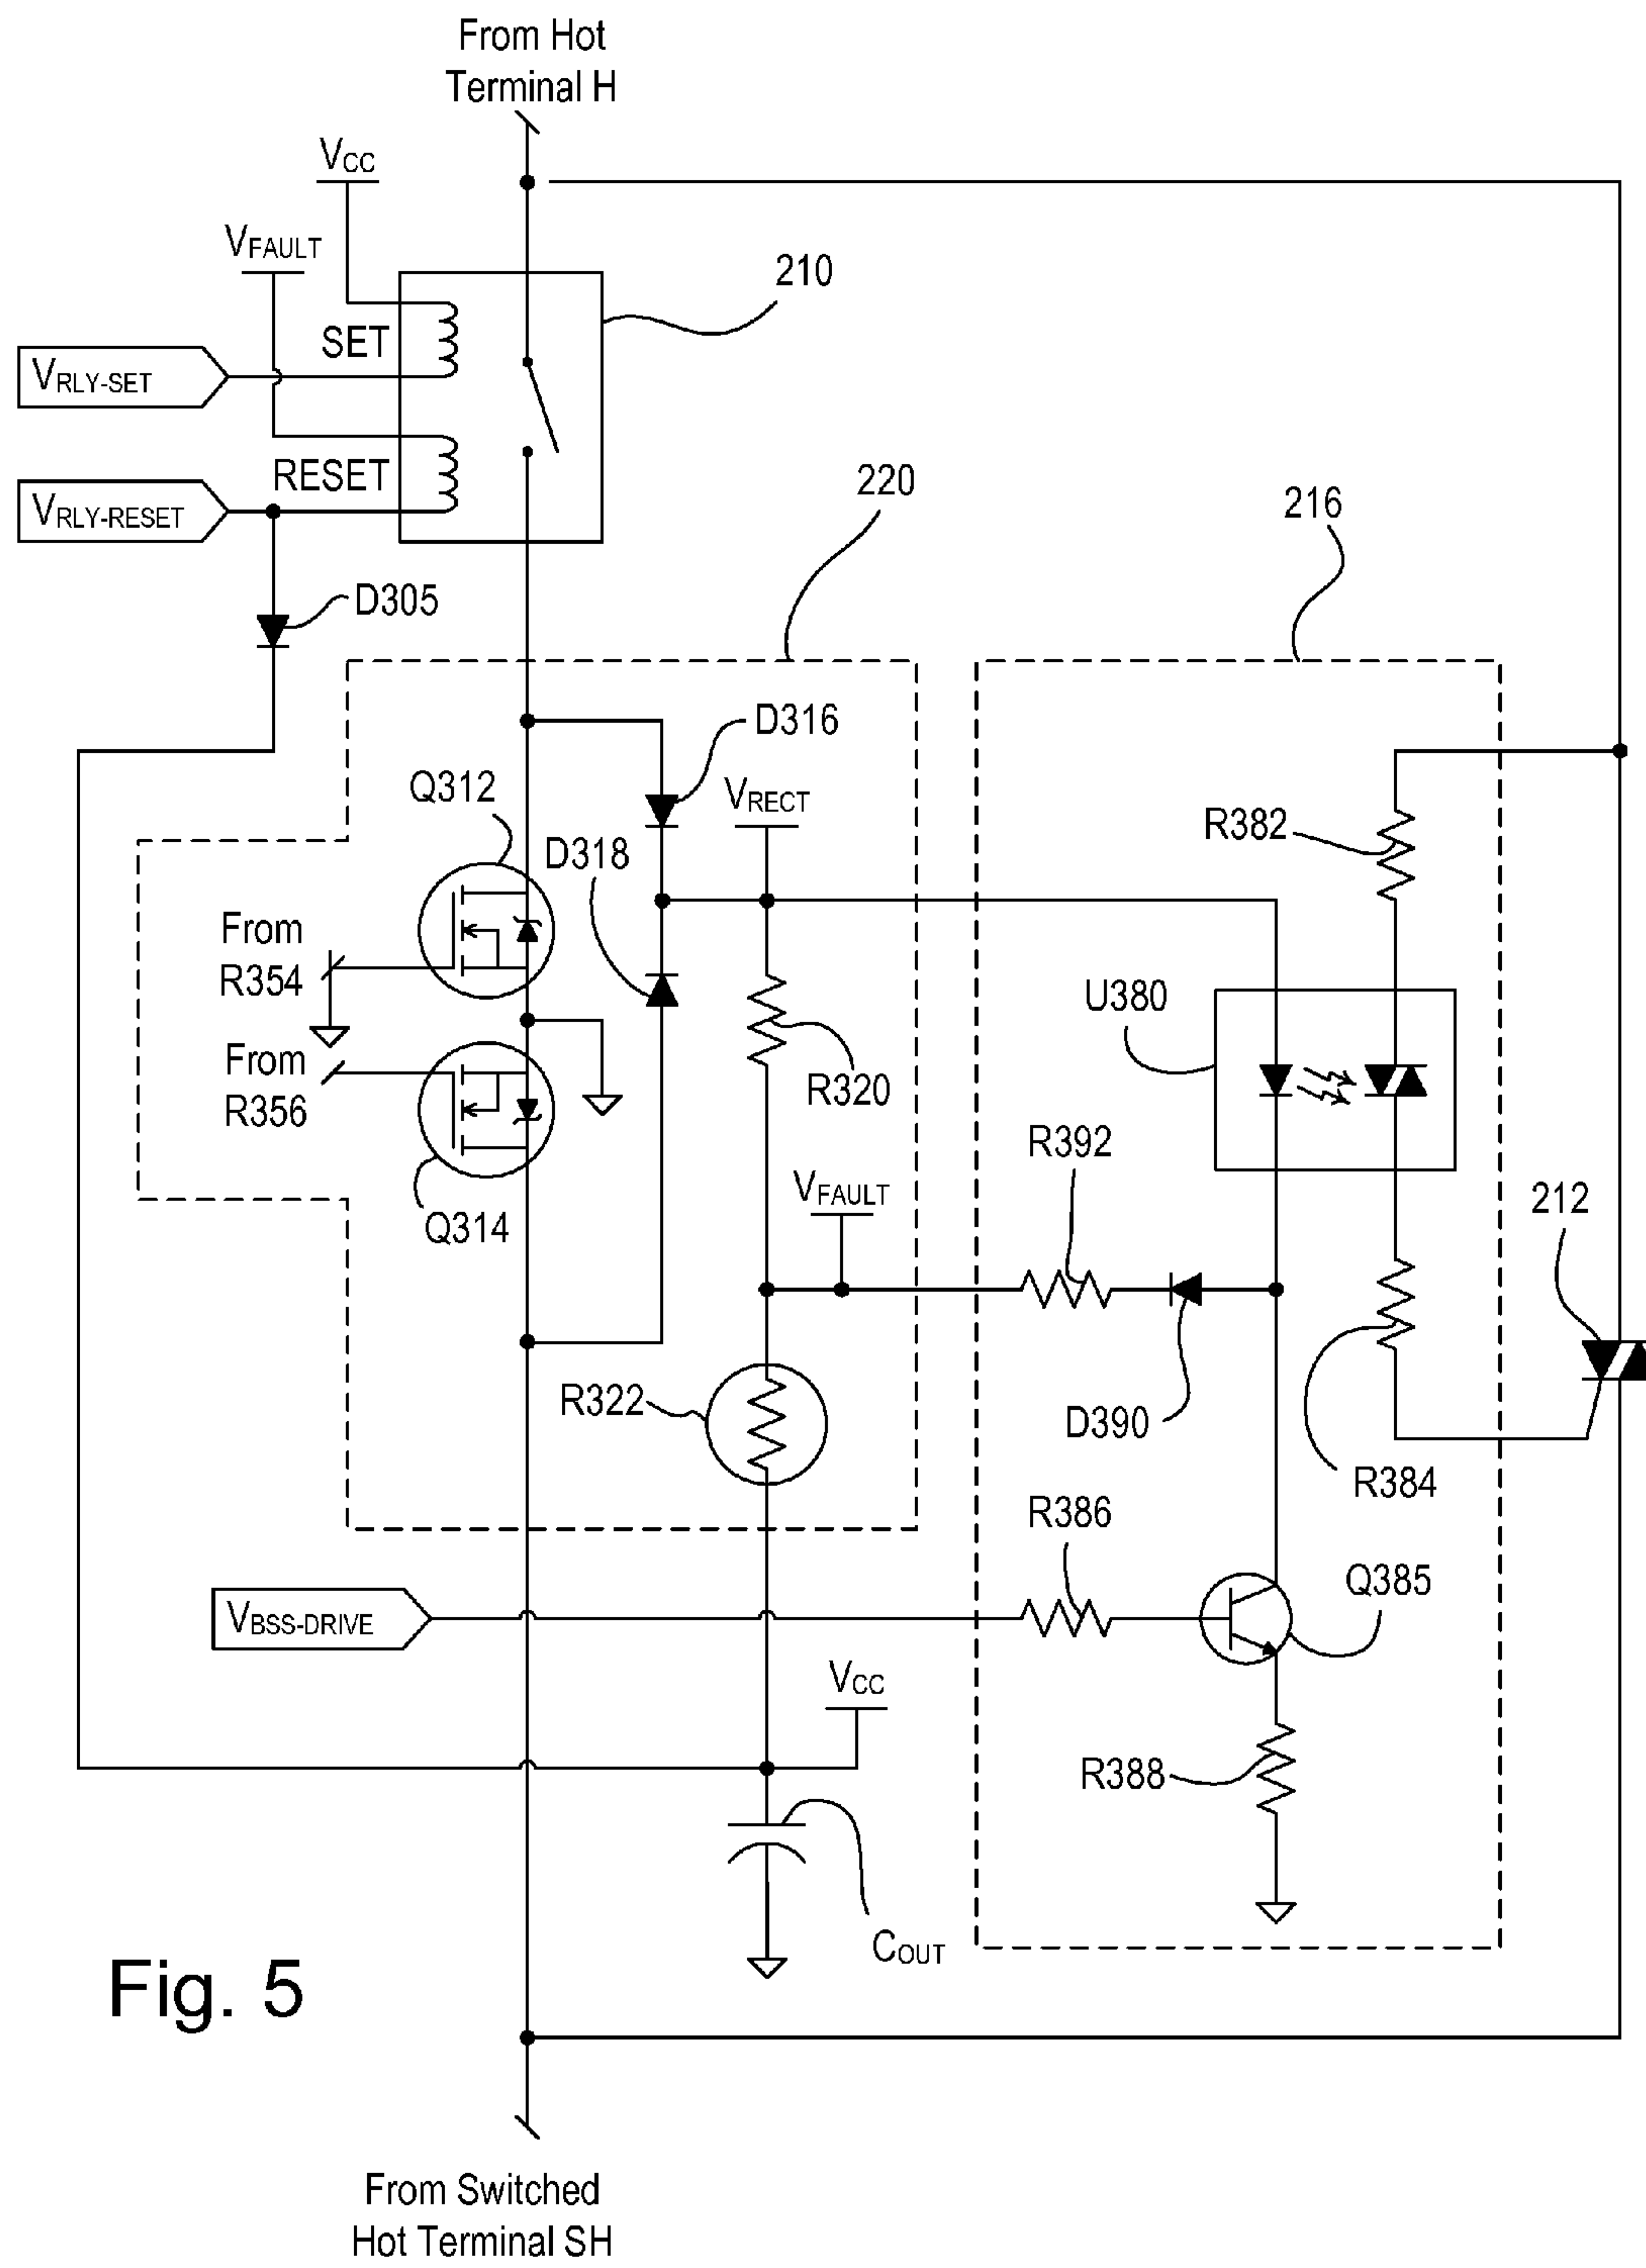 From Hot
Terminal H
VCC
VFAULT
210
SET
VRLY-SET
RESET
VRLY-RESET
220
216
D305
D316
Q312
VRECT
R382
D318
From
R354
U380
From
R356
R320
R392
VFAULT
212
Q314
R322
D390
R384
R386
Q385
VBSS-DRIVE
VCC
R388
COUT
Fig. 5
From Switched
Hot Terminal SH